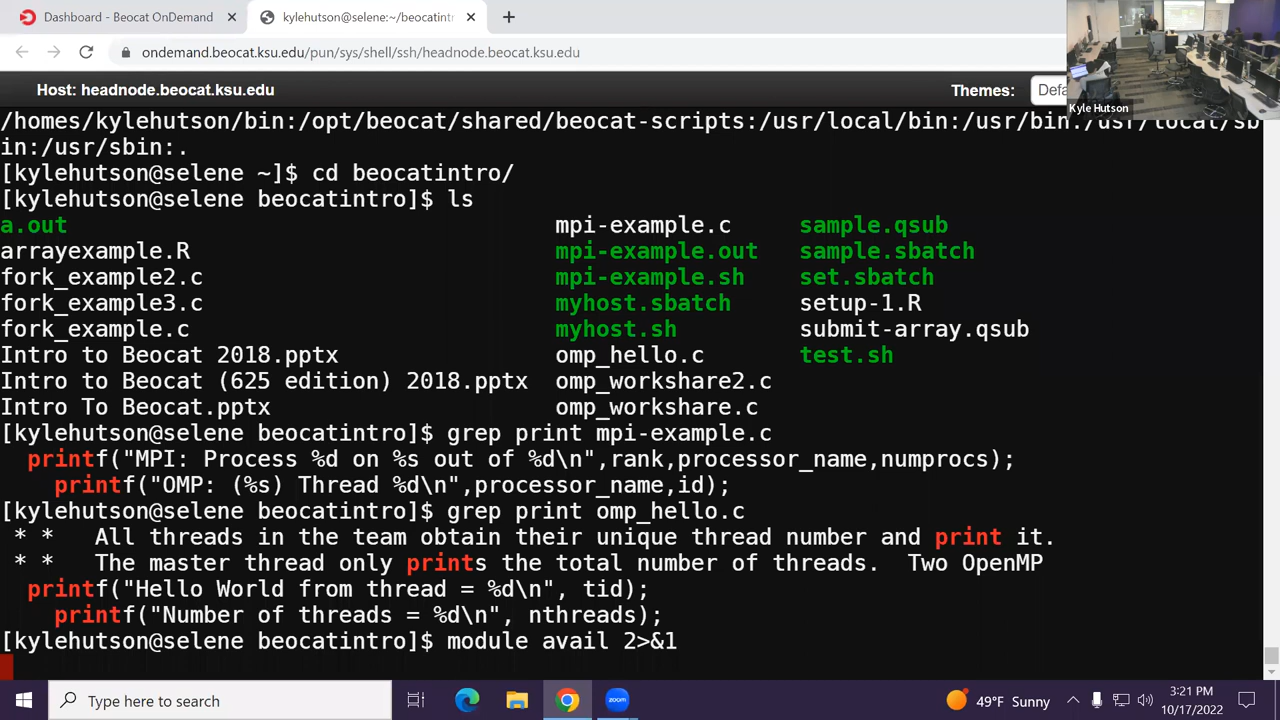 Dashboard - Beocat OnDemand
kylehutson@selene:~/beocatintr
ondemand.beocat.ksu.edu/pun/sys/shell/ssh/headnode.beocat.ksu.edu
Host: headnode.beocat.ksu.edu
Themes:
Defa
Kyle Hutson
/homes/kylehutson/bin:/opt/beocat/shared/beocat-scripts:/usr/local/bin:/usr/bin:/usr/local/sb
in:/usr/sbin:.
[kylehutson@selene ~]$ cd beocatintro/
[kylehutson@selene beocatintro]$ ls
a.out mpi-example.c sample.qsub
arrayexample.R mpi-example.out sample.sbatch
fork_example2.c mpi-example.sh set.sbatch
fork_example3.c myhost.sbatch setup-1.R
fork_example.c myhost.sh submit-array.qsub
Intro to Beocat 2018.pptx omp_hello.c test.sh
Intro to Beocat (625 edition) 2018.pptx omp_workshare2.c
Intro To Beocat.pptx omp_workshare.c
[kylehutson@selene beocatintro]$ grep print mpi-example.c
printf("MPI: Process %d on %s out of %d\n",rank,processor_name,numprocs);
printf("OMP: (%s) Thread %d\n",processor_name,id);
[kylehutson@selene beocatintro]$ grep print omp_hello.c
* * All threads in the team obtain their unique thread number and print it.
* * The master thread only prints the total number of threads. Two OpenMP
printf("Hello World from thread = %d\n", tid);
printf("Number of threads = %d\n", nthreads);
[kylehutson@selene beocatintro]$ module avail 2>&1
Type here to search
zoom
49°F Sunny
3:21 PM
10/17/2022